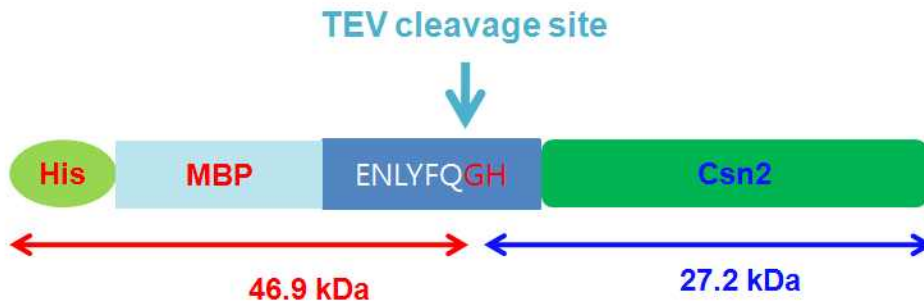 TEV cleavage site
His MBP ENLYFQGH Csn2
46.9 kDa 27.2 kDa